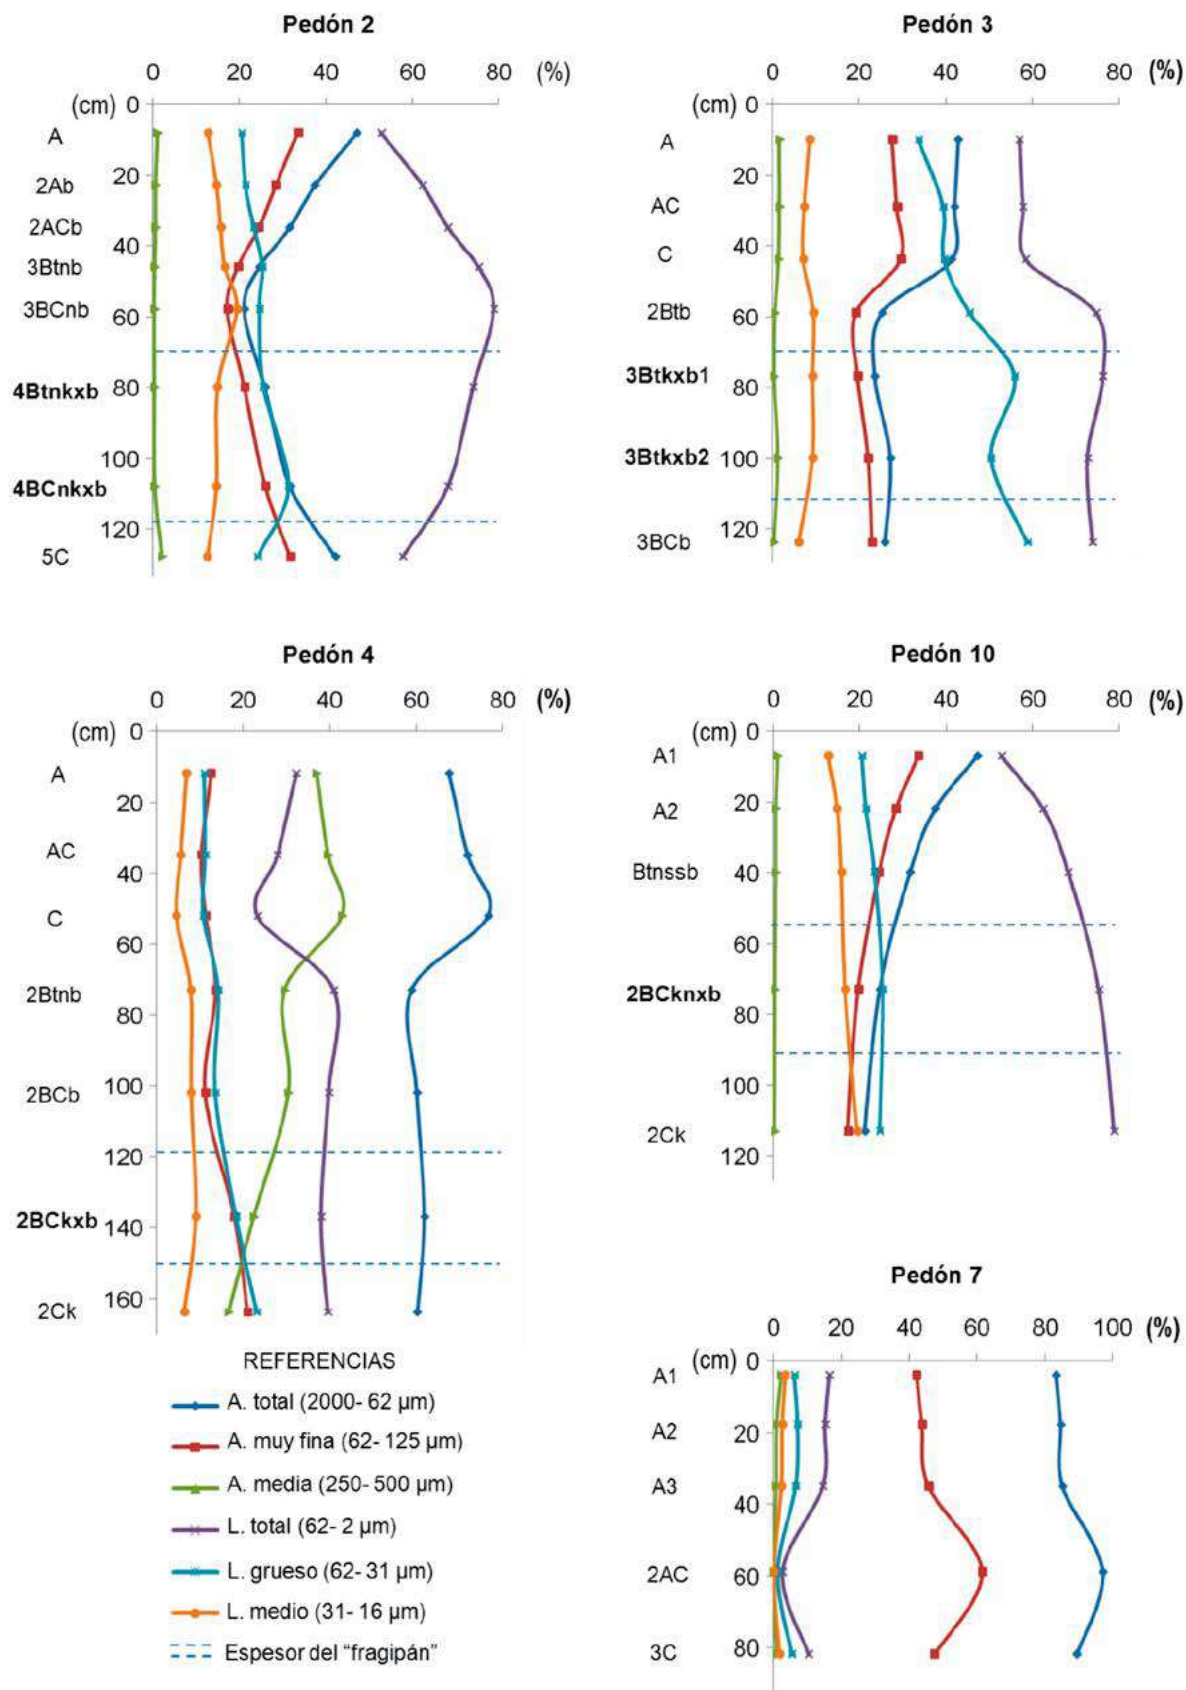 Pedón 2
0 20 40 60 80 (%)
(cm) 0
A
20
2Ab
2ACb
40
3Btnb
3BCnb
60
4Btnkxb
80
100
4BCnkxb
120
5C
Pedón 3
0 20 40 60 80 (%)
(cm) 0
A
20
AC
40
C
2Btb
60
3Btkxb1
80
3Btkxb2
100
120
3BCb
Pedón 4
0 20 40 60 80 (%)
(cm) 0
A
20
AC
40
C
60
2Btnb
80
2BCb
100
120
2BCkxb
140
2Ck
160
Pedón 10
0 20 40 60 80 (%)
(cm) 0
A1
A2
20
Btnssb
40
60
2BCknxb
80
100
2Ck
120
Pedón 7
0 20 40 60 80 100 (%)
(cm) 0
A1
A2
20
A3
40
2AC
60
3C
80
REFERENCIAS
A. total (2000- 62 µm)
A. muy fina (62- 125 µm)
A. media (250- 500 µm)
L. total (62- 2 µm)
L. grueso (62- 31 µm)
L. medio (31- 16 µm)
Espesor del “fragipán”